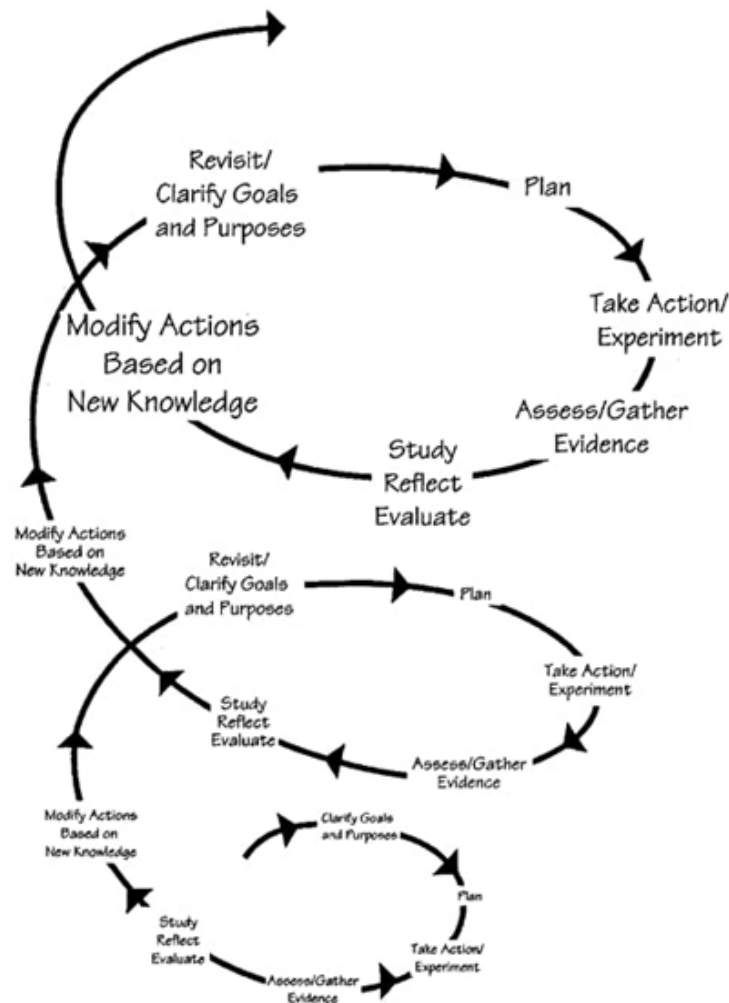 Revisit/
Clarify Goals
and Purposes
Plan
Take Action/
Experiment
Assess/Gather
Evidence
Study
Reflect
Evaluate
Modify Actions
Based on
New Knowledge
Modify Actions
Based on
New Knowledge
Revisit/
Clarify Goals
and Purposes
Plan
Take Action/
Experiment
Assess/Gather
Evidence
Study
Reflect
Evaluate
Modify Actions
Based on
New Knowledge
Clarify Goals
and Purposes
Plan
Take Action/
Experiment
Assess/Gather
Evidence
Study
Reflect
Evaluate